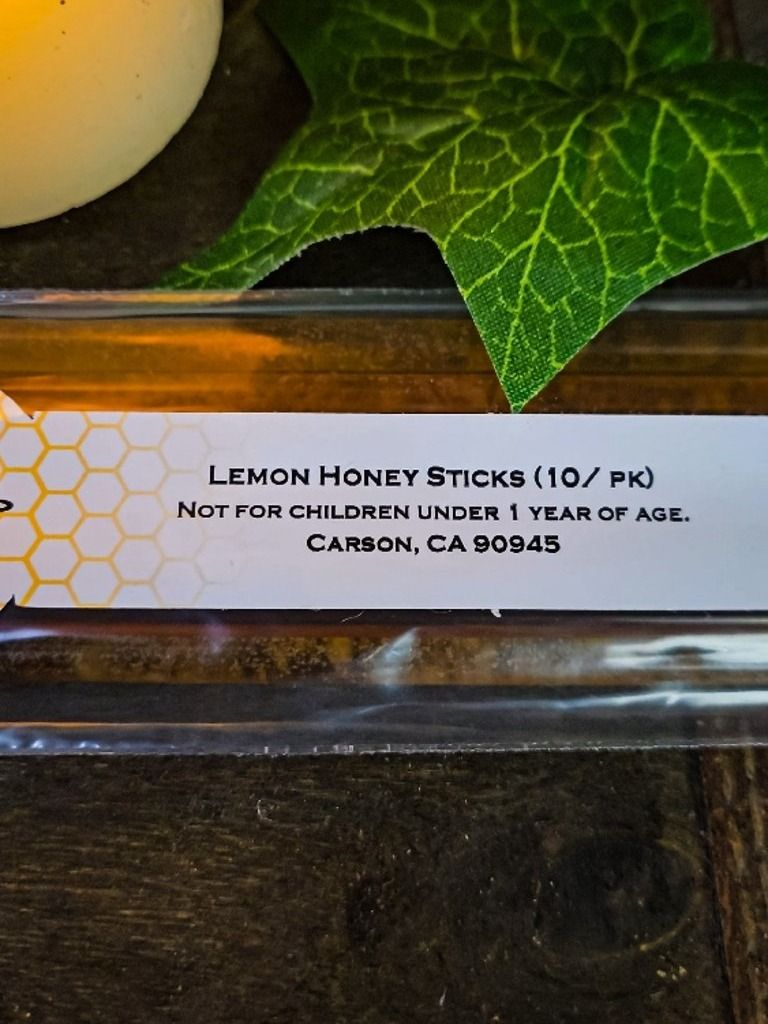 Lemon Honey Sticks (10/ pk)
Not for children under 1 year of age.
Carson, CA 90945